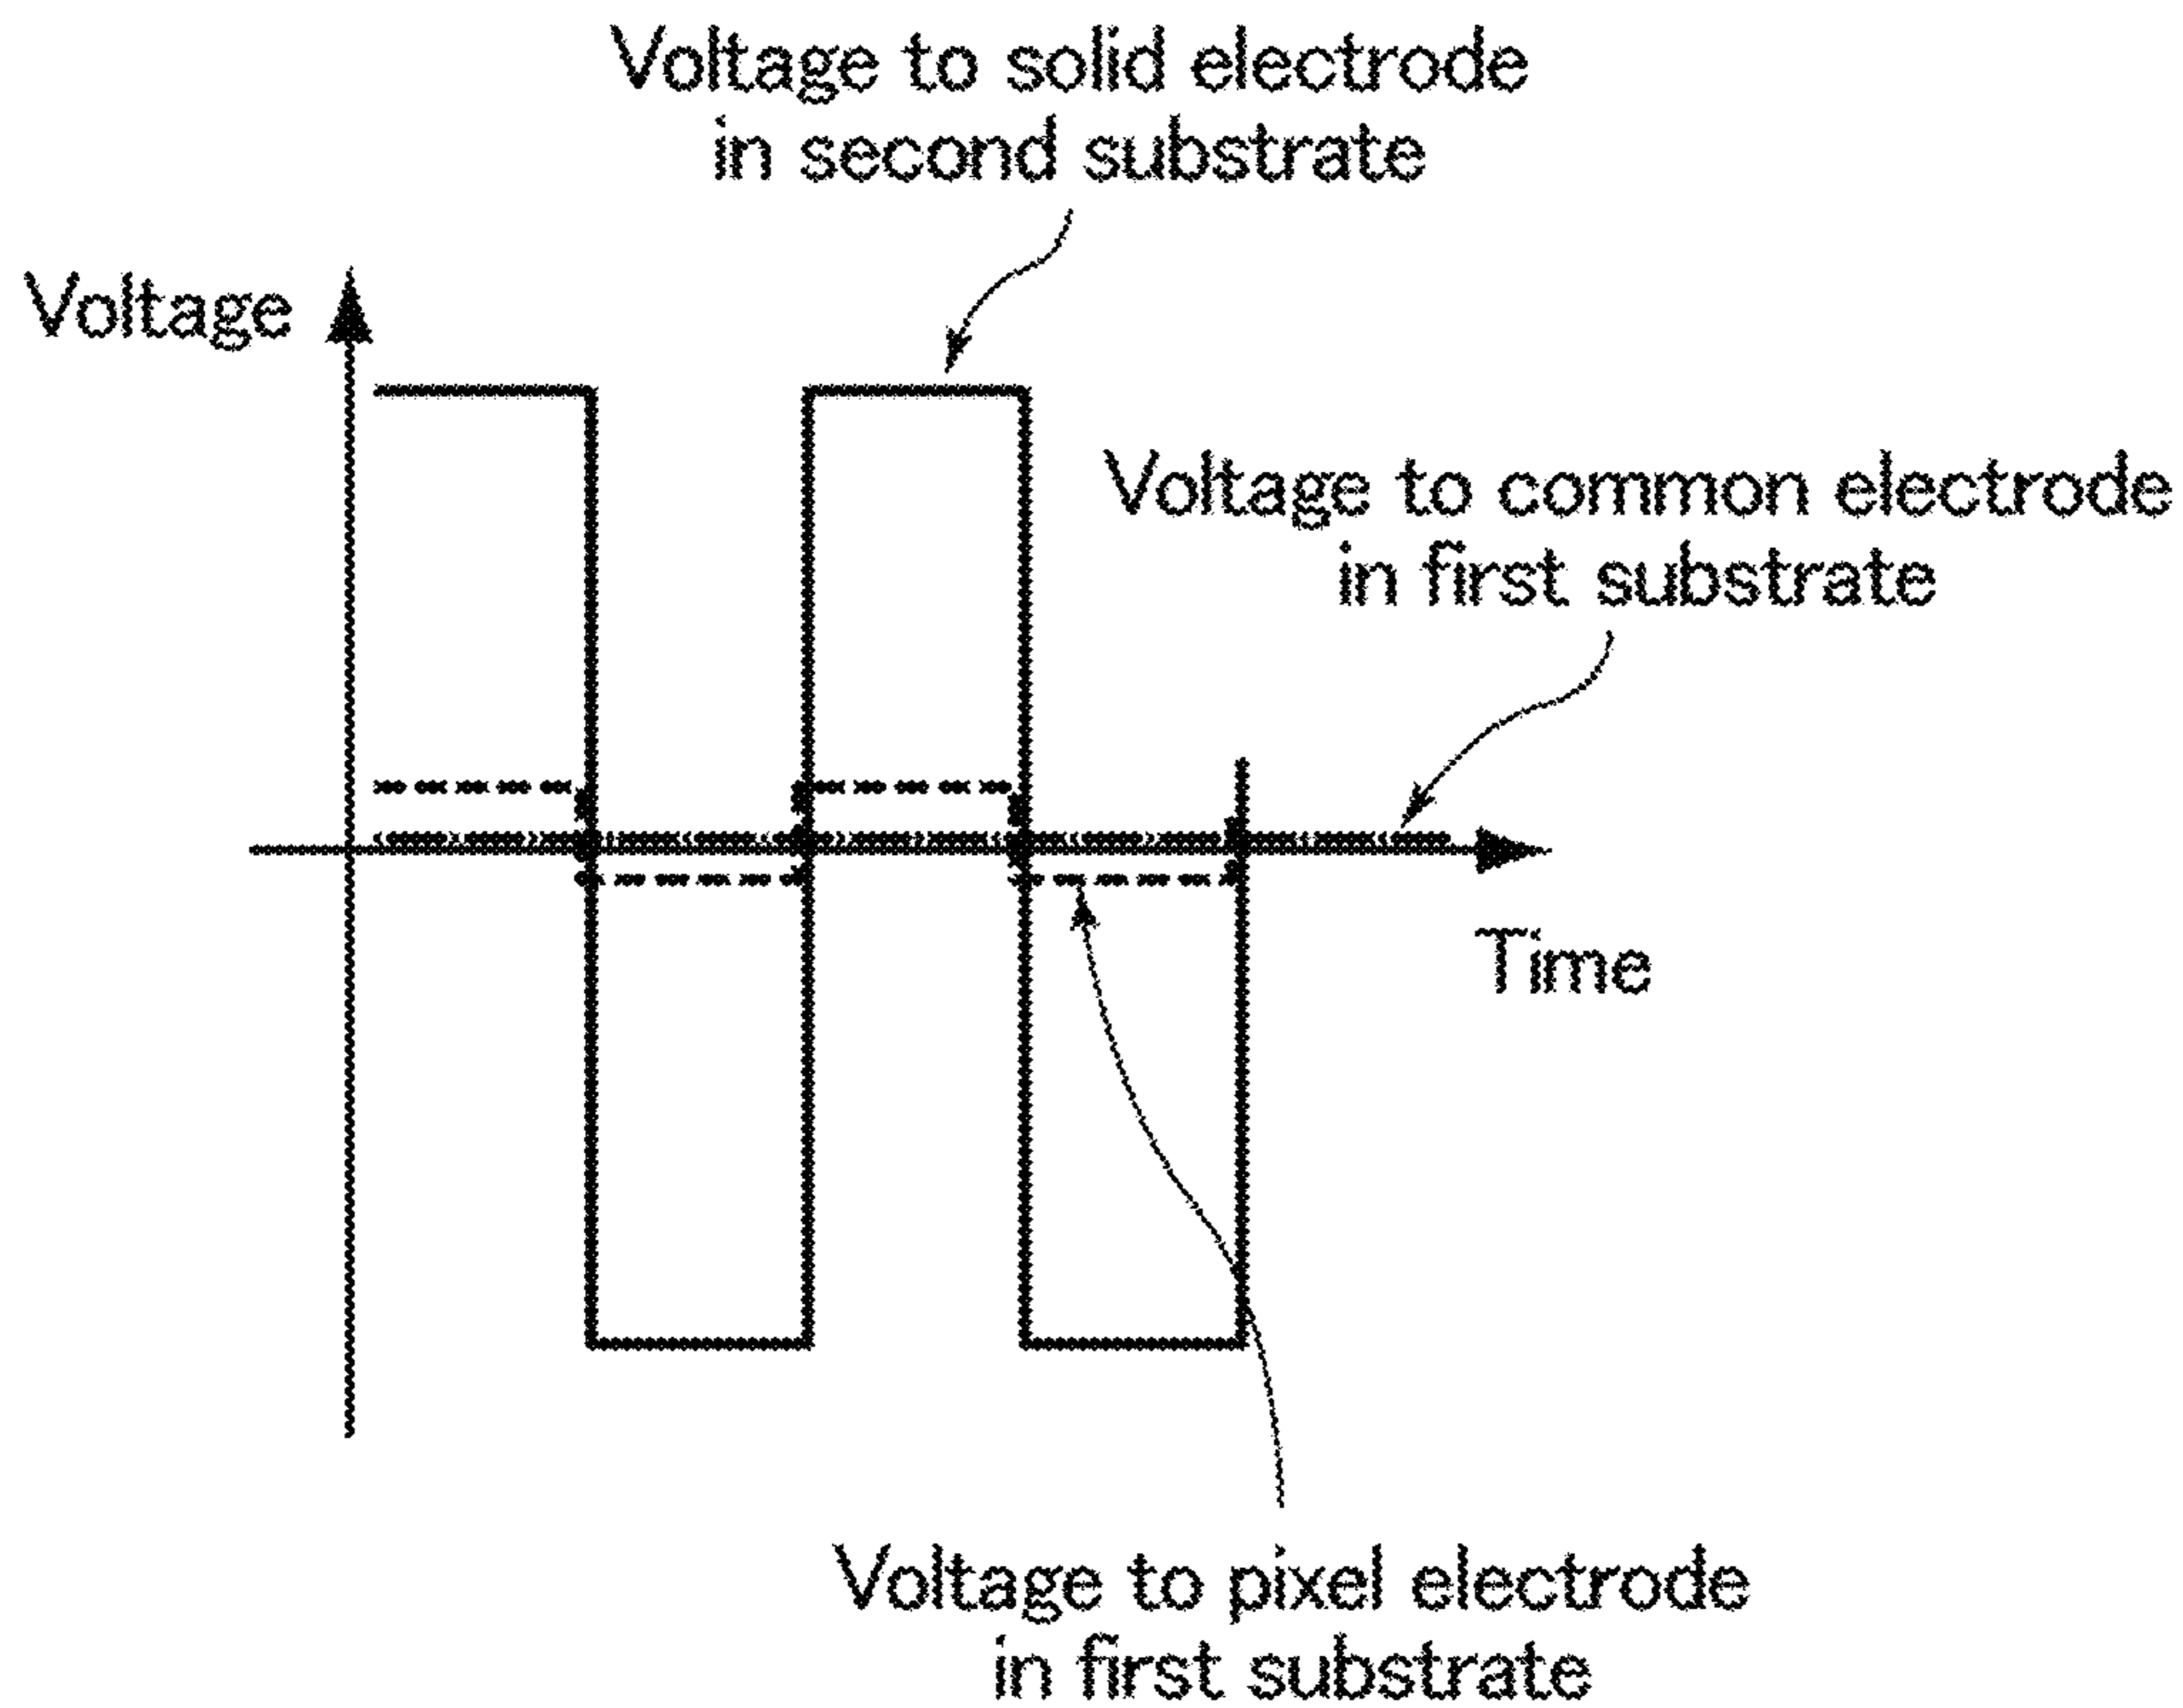 Voltage to solid electrode
in second substrate
Voltage
Voltage to common electrode
in first substrate
Time
Voltage to pixel electrode
in first substrate